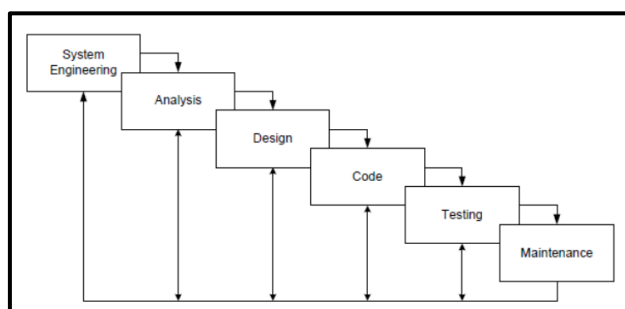 System
Engineering
Analysis
Design
Code
Testing
Maintenance